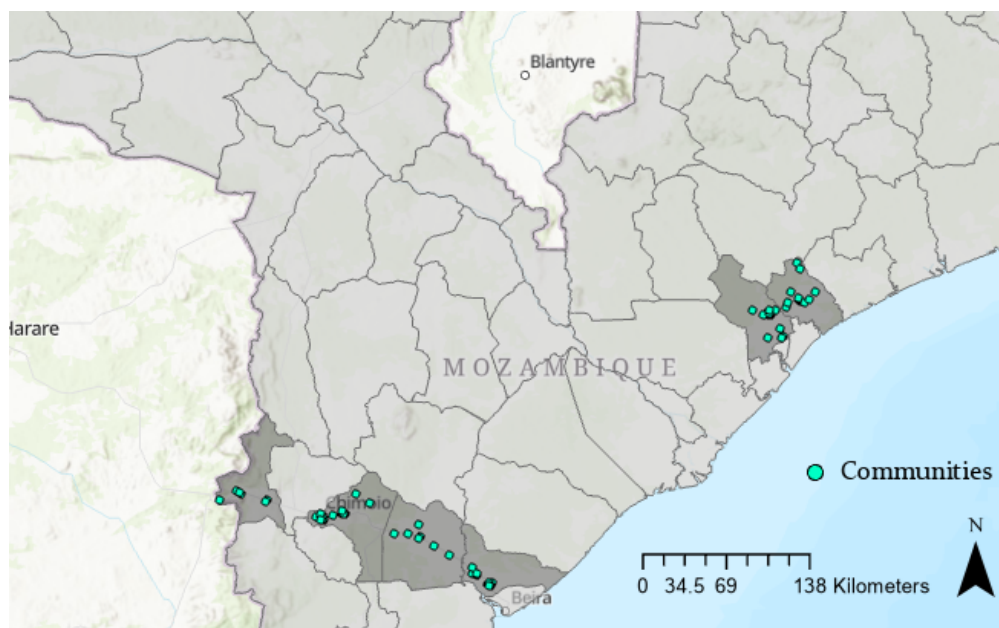 Blantyre
Harare
MOZAMBIQUE
Communities
Chimoio
N
0 34.5 69 138 Kilometers
Beira